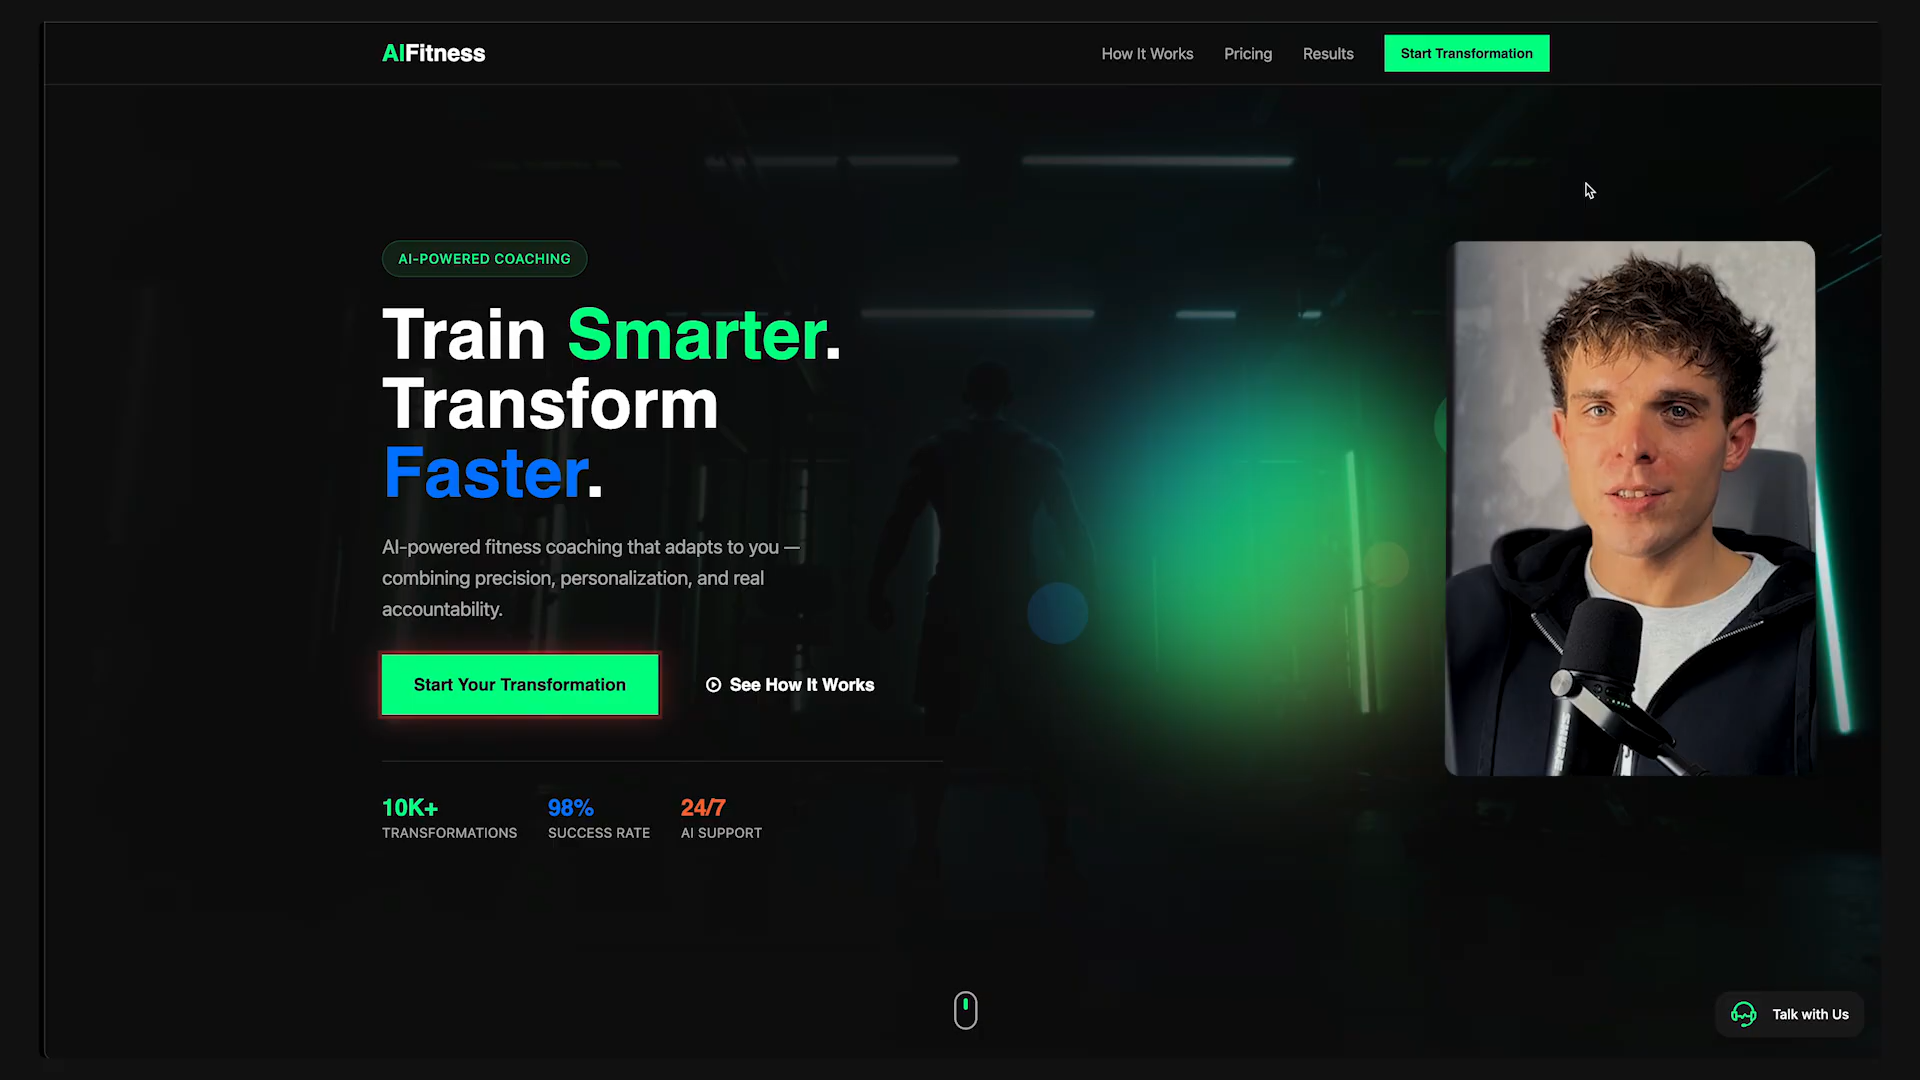 AIFitness
How It Works
Pricing
Results
Start Transformation
AI-POWERED COACHING
Train Smarter.
Transform
Faster.
AI-powered fitness coaching that adapts to you —
combining precision, personalization, and real
accountability.
Start Your Transformation
See How It Works
10K+
TRANSFORMATIONS
98%
SUCCESS RATE
24/7
AI SUPPORT
Talk with Us